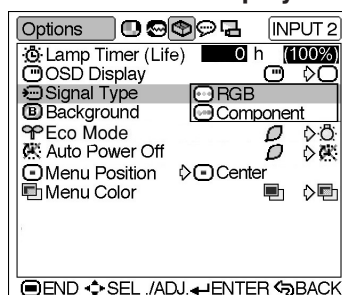 Options INPUT 2
Lamp Timer (Life) 0 h (100%)
OSD Display
Signal Type RGB
Background Component
Eco Mode
Auto Power Off
Menu Position Center
Menu Color
END SEL ./ADJ. ENTER BACK